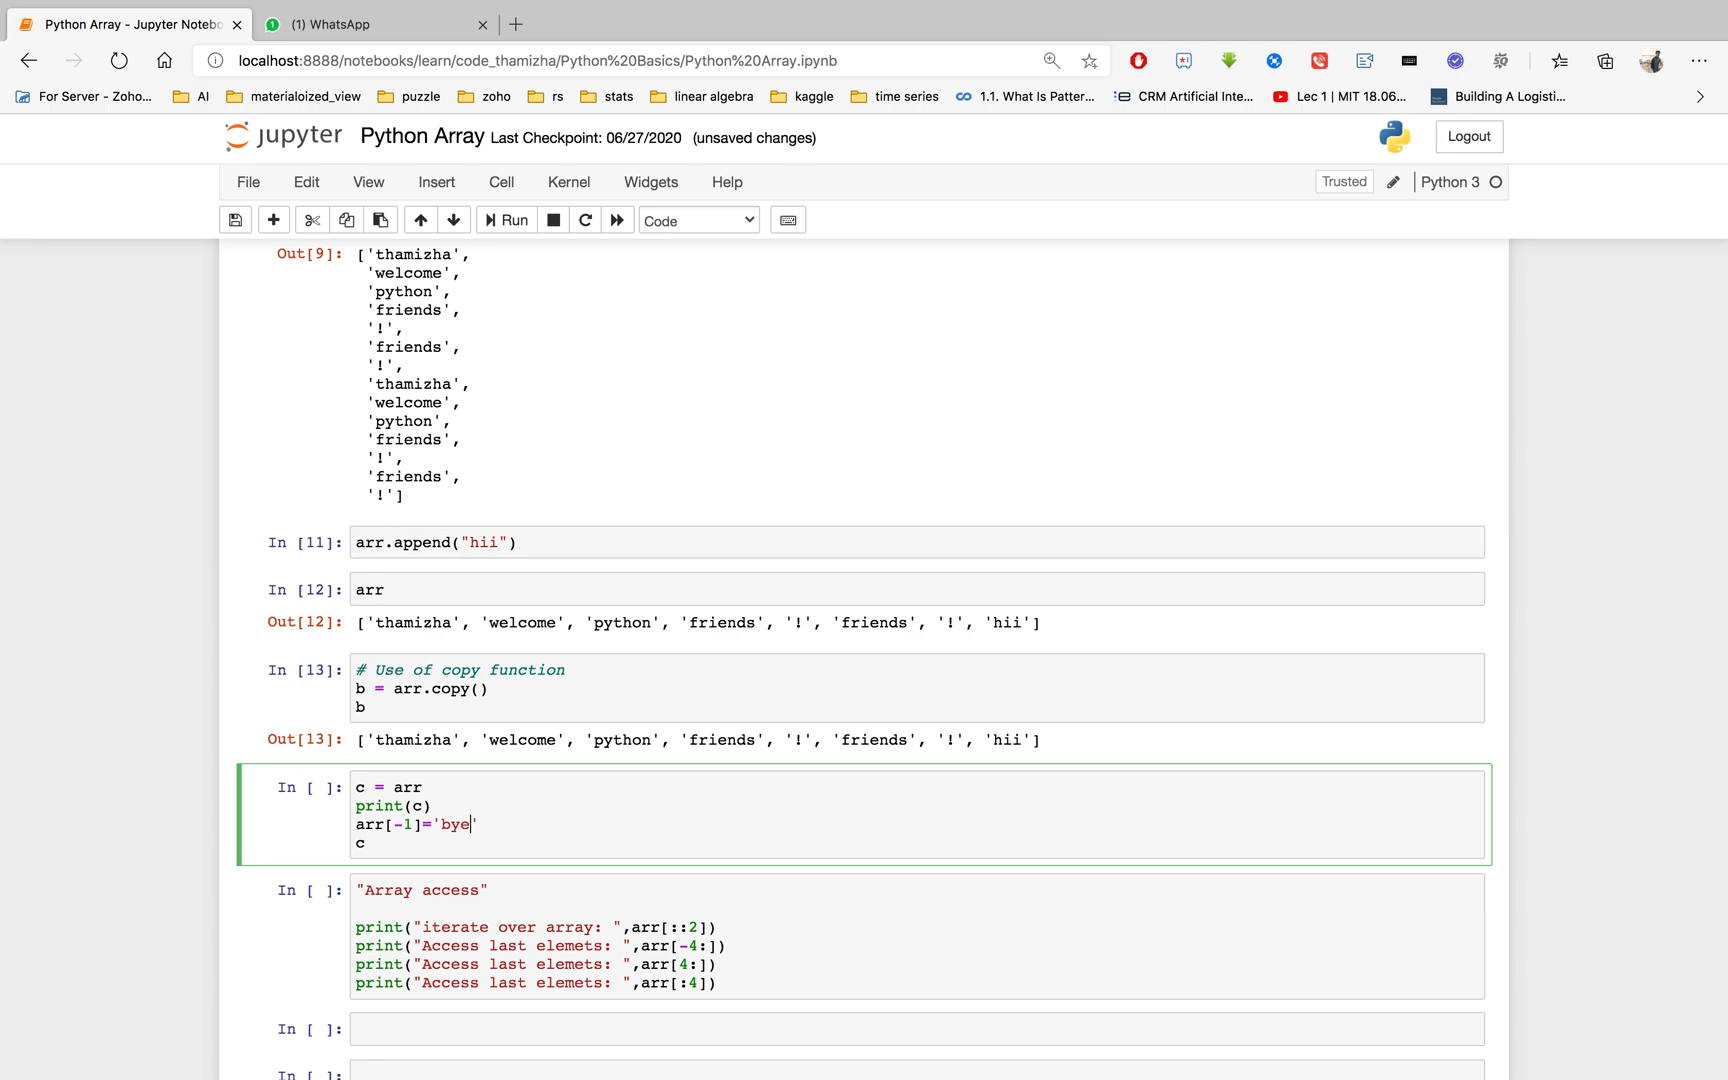 Python Array - Jupyter Notebo
(1) WhatsApp
localhost:8888/notebooks/learn/code_thamizha/Python%20Basics/Python%20Array.ipynb
For Server - Zoho...
AI
materialoized_view
puzzle
zoho
rs
stats
linear algebra
kaggle
time series
1.1. What Is Patter...
CRM Artificial Inte...
Lec 1 | MIT 18.06...
Building A Logisti...
jupyter
Python Array Last Checkpoint: 06/27/2020 (unsaved changes)
Logout
File
Edit
View
Insert
Cell
Kernel
Widgets
Help
Trusted
Python 3
Run
Code
Out[9]: ['thamizha',
'welcome',
'python',
'friends',
'!',
'friends',
'!',
'thamizha',
'welcome',
'python',
'friends',
'!',
'friends',
'!']
In [11]: arr.append("hii")
In [12]: arr
Out[12]: ['thamizha', 'welcome', 'python', 'friends', '!', 'friends', '!', 'hii']
In [13]: # Use of copy function
b = arr.copy()
b
Out[13]: ['thamizha', 'welcome', 'python', 'friends', '!', 'friends', '!', 'hii']
In [ ]: c = arr
print(c)
arr[-1]='bye'
c
In [ ]: "Array access"
print("iterate over array: ",arr[::2])
print("Access last elemets: ",arr[-4:])
print("Access last elemets: ",arr[4:])
print("Access last elemets: ",arr[:4])
In [ ]:
In [ ]: